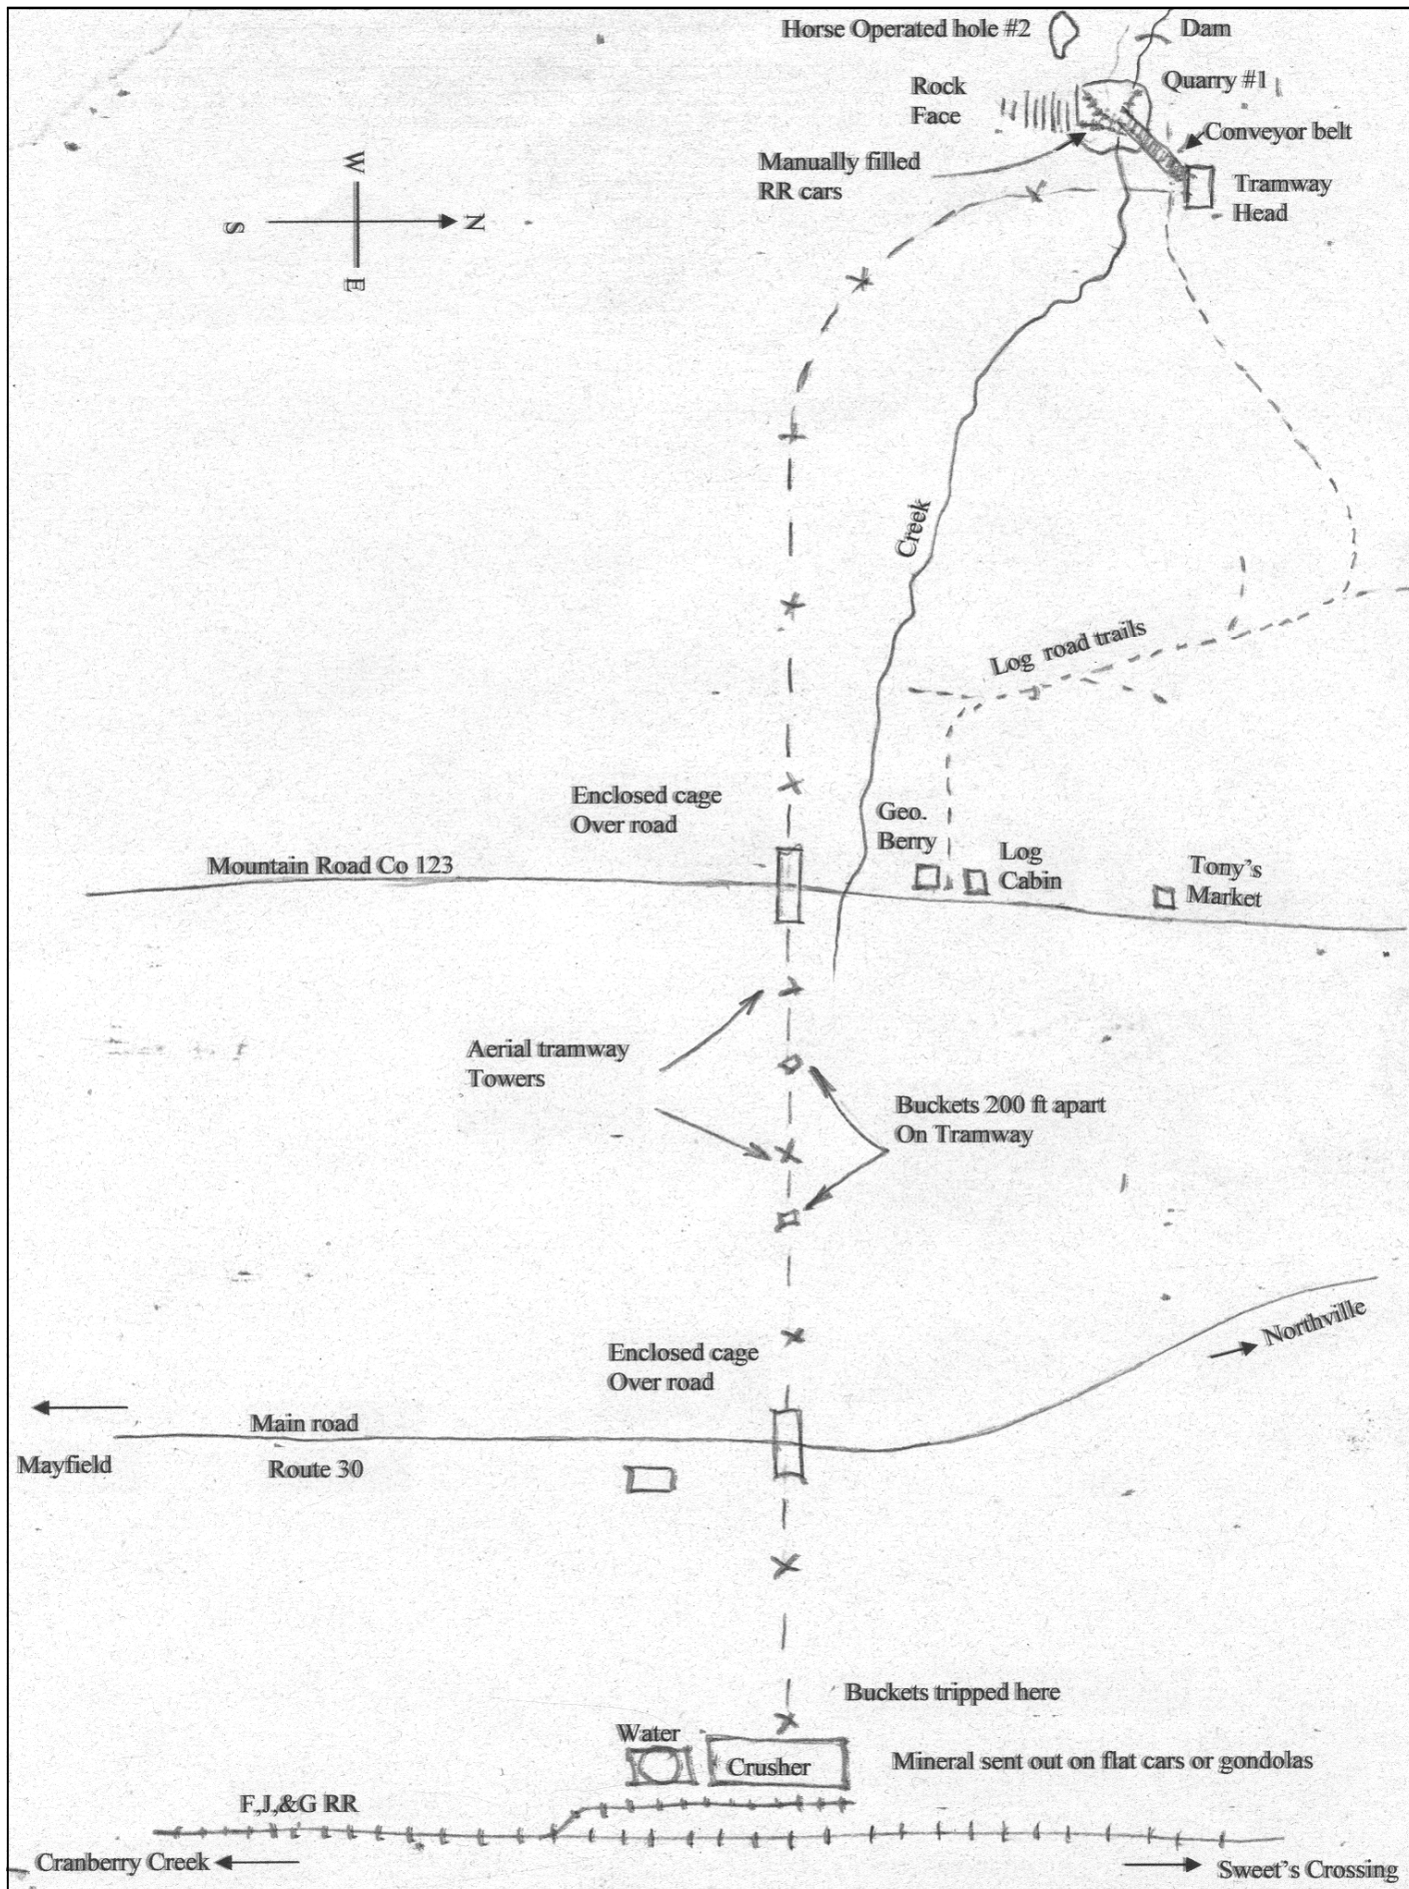 Horse Operated hole #2
Dam
Rock
Face
Quarry #1
Conveyor belt
Manually filled
RR cars
Tramway
Head
W
S
N
E
Creek
Log road trails
Enclosed cage
Over road
Geo.
Berry
Log
Cabin
Tony's
Market
Mountain Road Co 123
Aerial tramway
Towers
Buckets 200 ft apart
On Tramway
Northville
Enclosed cage
Over road
Main road
Mayfield
Route 30
Buckets tripped here
Water
Crusher
Mineral sent out on flat cars or gondolas
F,J,&G RR
Cranberry Creek
Sweet's Crossing